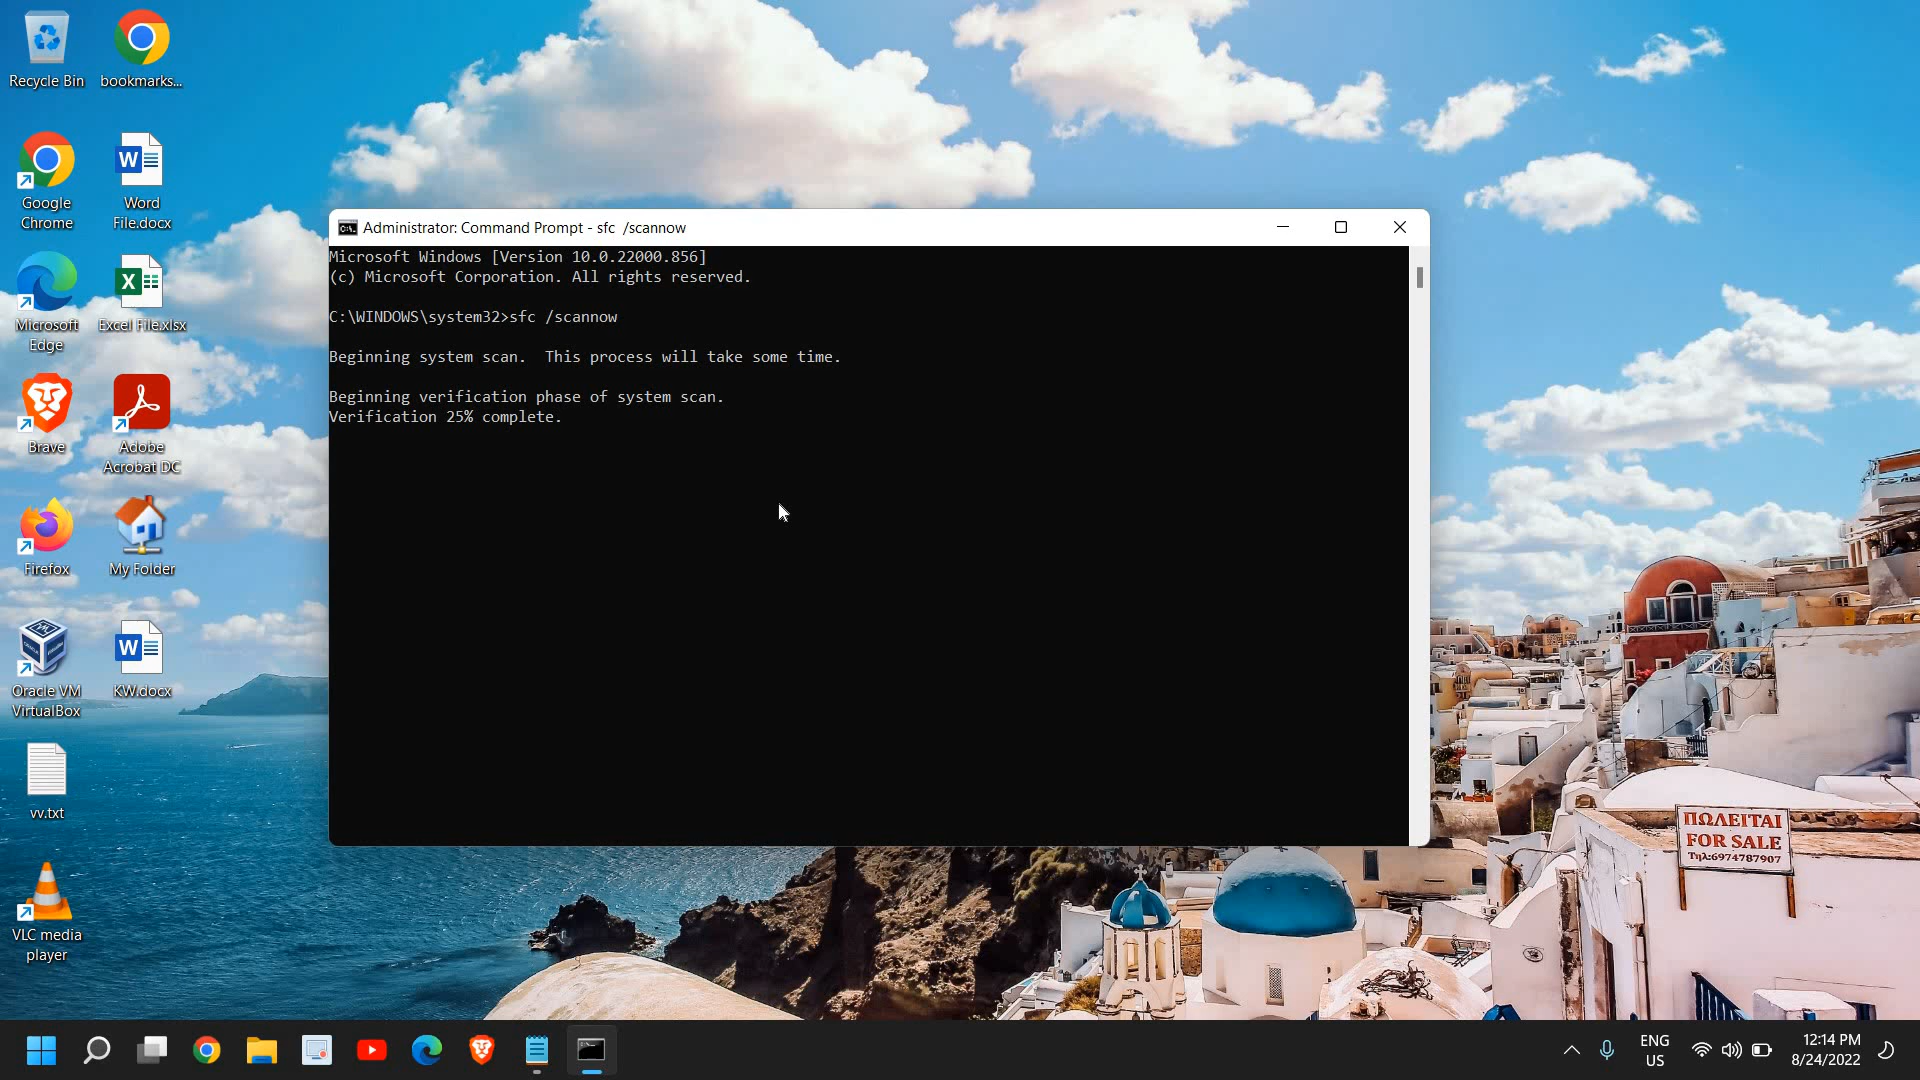 Recycle Bin
bookmarks...
Google
Chrome
Word
File.docx
Microsoft
Edge
Excel File.xlsx
Brave
Adobe
Acrobat DC
Firefox
My Folder
Oracle VM
VirtualBox
KW.docx
vv.txt
VLC media
player
Administrator: Command Prompt - sfc  /scannow
Microsoft Windows [Version 10.0.22000.856]
(c) Microsoft Corporation. All rights reserved.
C:\WINDOWS\system32>sfc /scannow
Beginning system scan.  This process will take some time.
Beginning verification phase of system scan.
Verification 25% complete.
ΠΩΛΕΙΤΑΙ
FOR SALE
Τηλ:6974787907
ENG
US
12:14 PM
8/24/2022